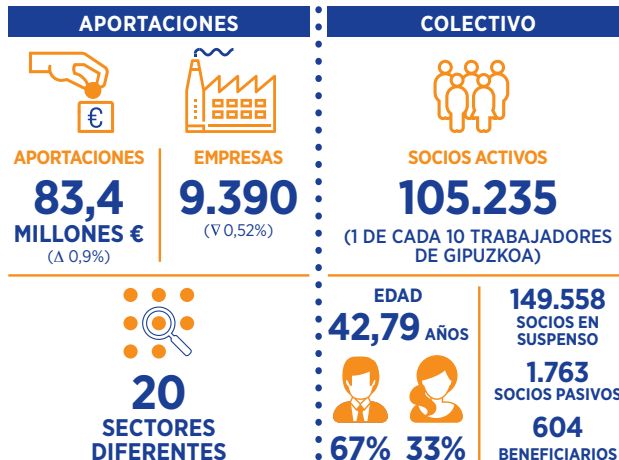 APORTACIONES
€
APORTACIONES
83,4
MILLONES €
(Δ 0,9%)
EMPRESAS
9.390
(∇ 0,52%)
20
SECTORES
DIFERENTES
COLECTIVO
SOCIOS ACTIVOS
105.235
(1 DE CADA 10 TRABAJADORES
DE GIPUZKOA)
EDAD
42,79 AÑOS
67% 33%
149.558
SOCIOS EN
SUSPENSO
1.763
SOCIOS PASIVOS
604
BENEFICIARIOS